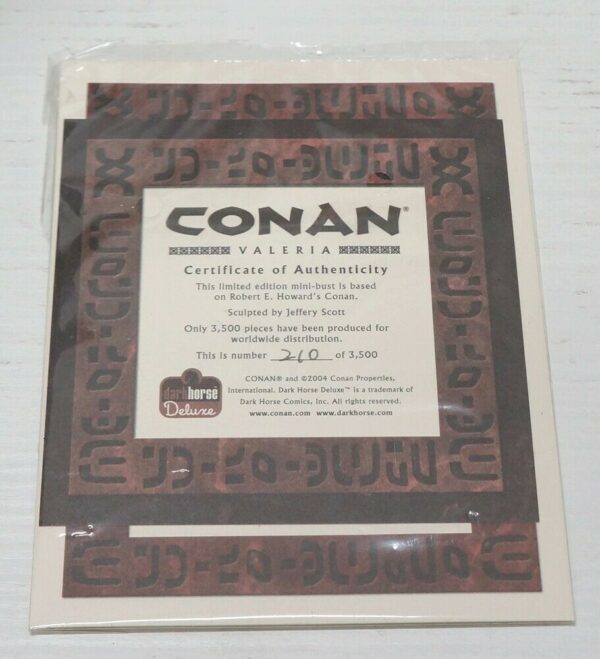 CONAN®
VALERIA
Certificate of Authenticity
This limited edition mini-bust is based
on Robert E. Howard's Conan.
Sculpted by Jeffery Scott
Only 3,500 pieces have been produced for
worldwide distribution.
This is number 210 of 3,500
dark horse
Deluxe
CONAN® and ©2004 Conan Properties,
International. Dark Horse Deluxe™ is a trademark of
Dark Horse Comics, Inc. All rights reserved.
www.conan.com www.darkhorse.com